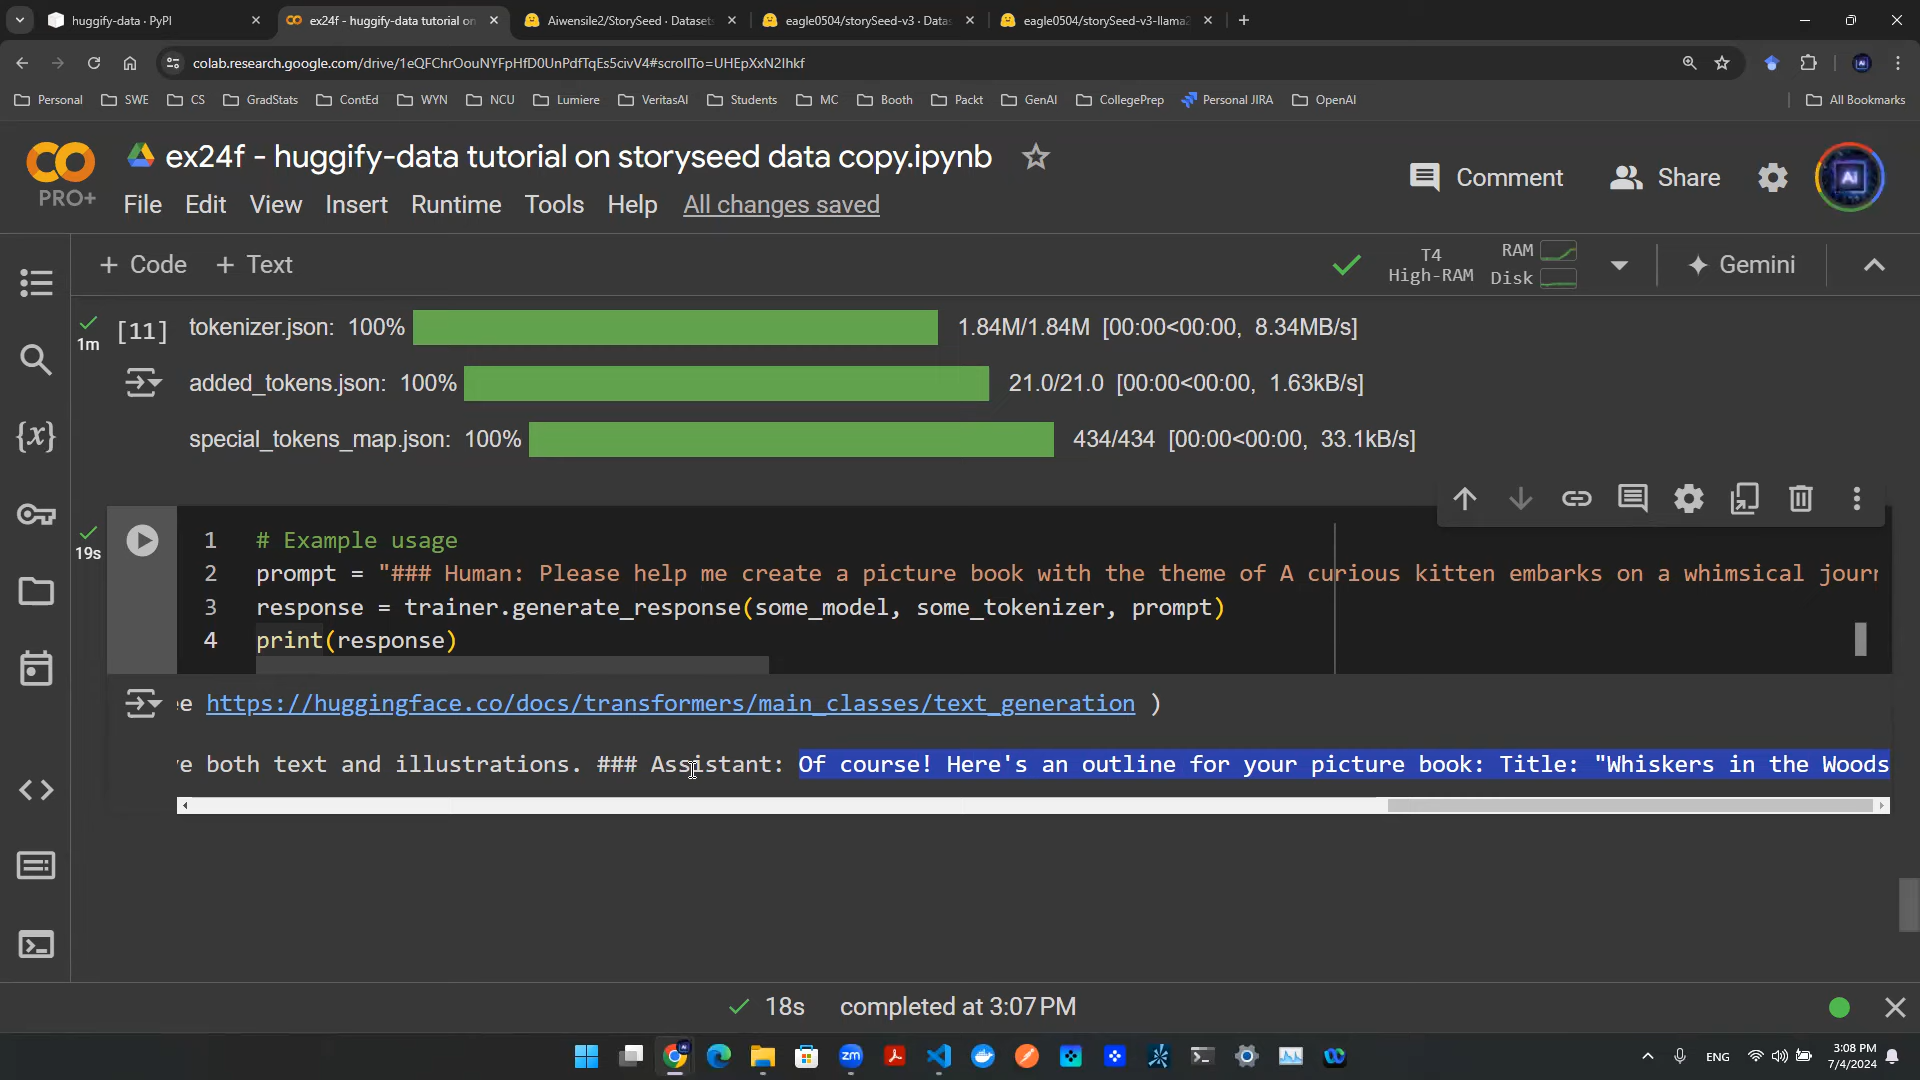 huggify-data · PyPI
ex24f - huggify-data tutorial on
Aiwensile2/StorySeed · Datasets
eagle0504/storySeed-v3 · Datas
eagle0504/storySeed-v3-llama2
colab.research.google.com/drive/1eQFChrOouNYFpHfD0UnPdfTqEs5civV4#scrollTo=UHEpXxN2Ihkf
Personal SWE CS GradStats ContEd WYN NCU Lumiere VeritasAI Students MC Booth Packt GenAI CollegePrep Personal JIRA OpenAI All Bookmarks
PRO+
ex24f - huggify-data tutorial on storyseed data copy.ipynb
Comment Share Ai
File Edit View Insert Runtime Tools Help All changes saved
+ Code + Text
T4
High-RAM
RAM
Disk
Gemini
1m
[11]
tokenizer.json: 100% 1.84M/1.84M [00:00<00:00, 8.34MB/s]
added_tokens.json: 100% 21.0/21.0 [00:00<00:00, 1.63kB/s]
special_tokens_map.json: 100% 434/434 [00:00<00:00, 33.1kB/s]
19s
1 # Example usage
2 prompt = "### Human: Please help me create a picture book with the theme of A curious kitten embarks on a whimsical journ
3 response = trainer.generate_response(some_model, some_tokenizer, prompt)
4 print(response)
ee https://huggingface.co/docs/transformers/main_classes/text_generation )
ve both text and illustrations. ### Assistant: Of course! Here's an outline for your picture book: Title: "Whiskers in the Woods
18s completed at 3:07 PM
ENG
3:08 PM
7/4/2024